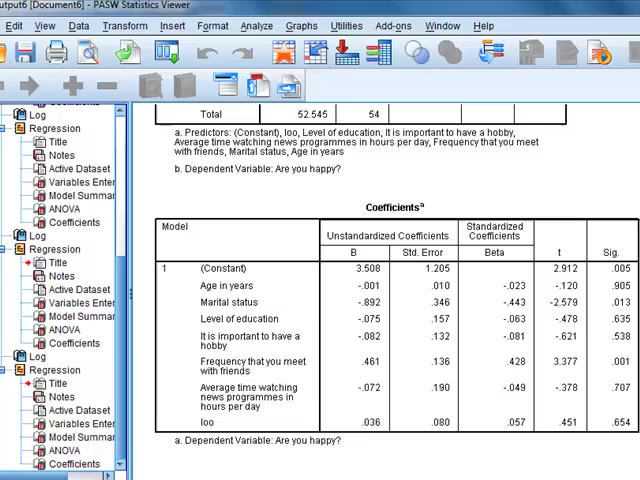 utput6 [Document6] - PASW Statistics Viewer
Edit View Data Transform Insert Format Analyze Graphs Utilities Add-ons Window Help
Log
Regression
Title
Notes
Active Dataset
Variables Enter
Model Summar
ANOVA
Coefficients
Log
Regression
Title
Notes
Active Dataset
Variables Enter
Model Summar
ANOVA
Coefficients
Log
Regression
Title
Notes
Active Dataset
Variables Enter
Model Summar
ANOVA
Coefficients
Total 52.545 54
a. Predictors: (Constant), loo, Level of education, It is important to have a hobby,
Average time watching news programmes in hours per day, Frequency that you meet
with friends, Marital status, Age in years
b. Dependent Variable: Are you happy?
Coefficientsa
Model Unstandardized Coefficients Standardized Coefficients t Sig.
B Std. Error Beta
1 (Constant) 3.508 1.205 2.912 .005
Age in years -.001 .010 -.023 -.120 .905
Marital status -.892 .346 -.443 -2.579 .013
Level of education -.075 .157 -.063 -.478 .635
It is important to have a
hobby -.082 .132 -.081 -.621 .538
Frequency that you meet
with friends .461 .136 .428 3.377 .001
Average time watching
news programmes in
hours per day -.072 .190 -.049 -.378 .707
loo .036 .080 .057 .451 .654
a. Dependent Variable: Are you happy?